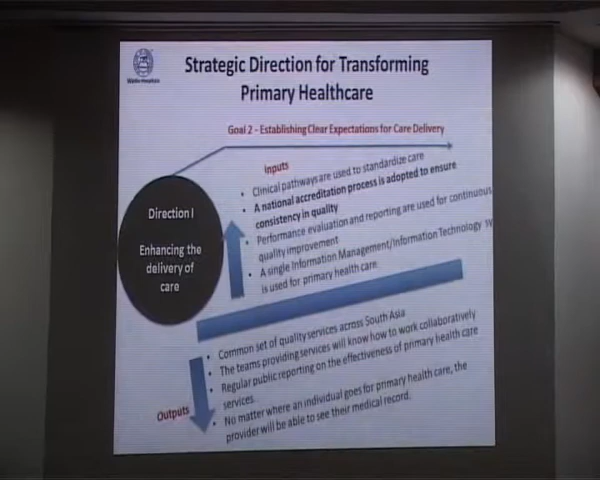 Strategic Direction for Transforming
Primary Healthcare
Goal 2 - Establishing Clear Expectations for Care Delivery
Inputs
• Clinical pathways are used to standardize care
• A national accreditation process is adopted to ensure
consistency in quality
• Performance evaluation and reporting are used for continuous
quality improvement
• A single Information Management/Information Technology
is used for primary health care
Direction I
Enhancing the
delivery of
care
• Common set of quality services across South Asia
• The teams providing services will know how to work collaboratively
• Regular public reporting on the effectiveness of primary health care
services.
• No matter where an individual goes for primary health care, the
provider will be able to see their medical record.
Outputs